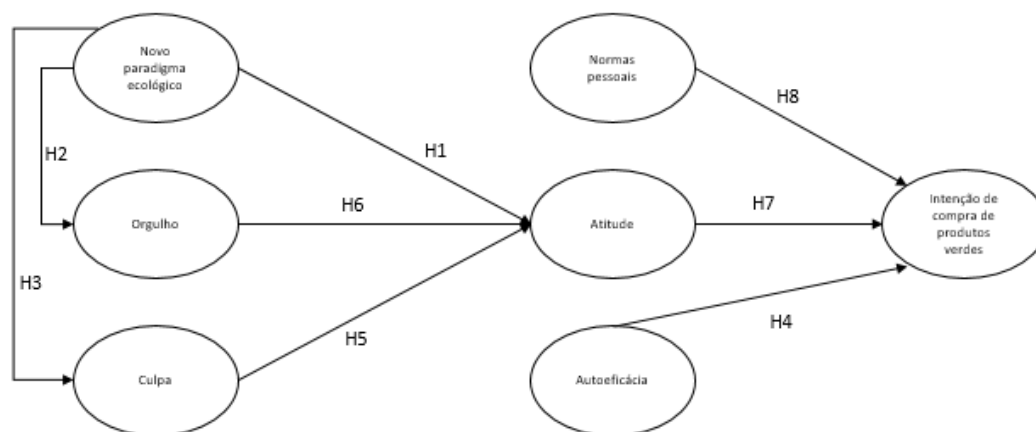 Novo
paradigma
ecológico
Normas
pessoais
H8
H2
H1
Orgulho
H6
Atitude
H7
Intenção de
compra de
produtos
verdes
H3
H5
H4
Culpa
Autoeficácia